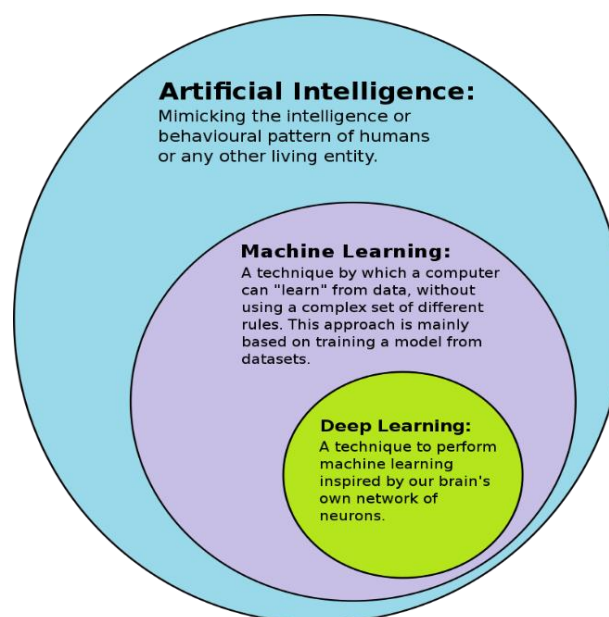 Artificial Intelligence:
Mimicking the intelligence or
behavioural pattern of humans
or any other living entity.
Machine Learning:
A technique by which a computer
can "learn" from data, without
using a complex set of different
rules. This approach is mainly
based on training a model from
datasets.
Deep Learning:
A technique to perform
machine learning
inspired by our brain's
own network of
neurons.